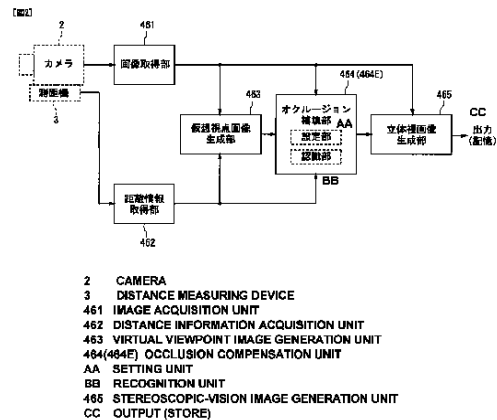 [図2]
2
461
カメラ
画像取得部
測距機
3
463
464(464E)
465
オクルージョン
補填部
AA
CC
仮想視点画像
生成部
設定部
認識部
立体視画像
生成部
出力
(記憶)
BB
距離情報
取得部
462
2 CAMERA
3 DISTANCE MEASURING DEVICE
461 IMAGE ACQUISITION UNIT
462 DISTANCE INFORMATION ACQUISITION UNIT
463 VIRTUAL VIEWPOINT IMAGE GENERATION UNIT
464(464E) OCCLUSION COMPENSATION UNIT
AA SETTING UNIT
BB RECOGNITION UNIT
465 STEREOSCOPIC-VISION IMAGE GENERATION UNIT
CC OUTPUT (STORE)